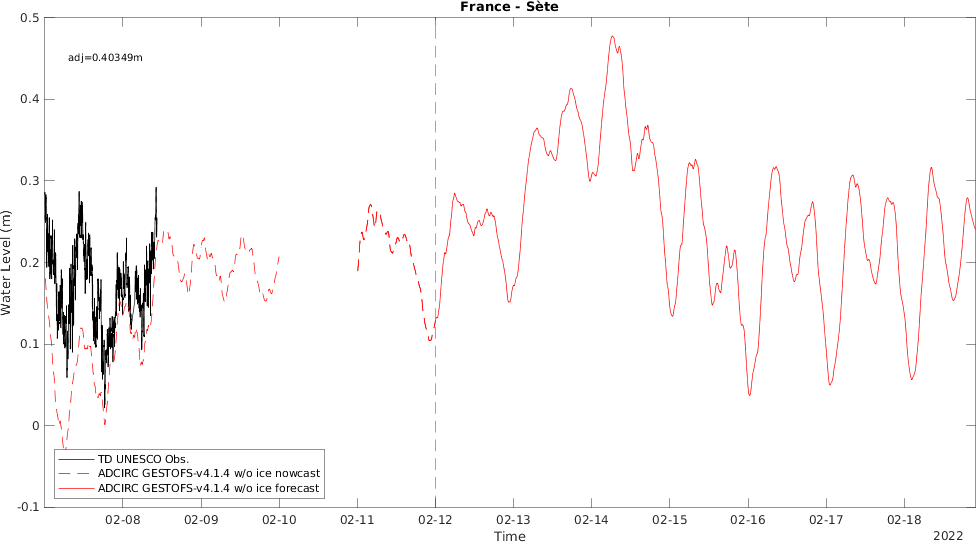 France - Sète
0.5
adj=0.40349m
0.4
0.3
Water Level (m)
0.2
0.1
0
TD UNESCO Obs.
ADCIRC GESTOFS-v4.1.4 w/o ice nowcast
ADCIRC GESTOFS-v4.1.4 w/o ice forecast
-0.1
02-08 02-09 02-10 02-11 02-12 02-13 02-14 02-15 02-16 02-17 02-18
Time
2022